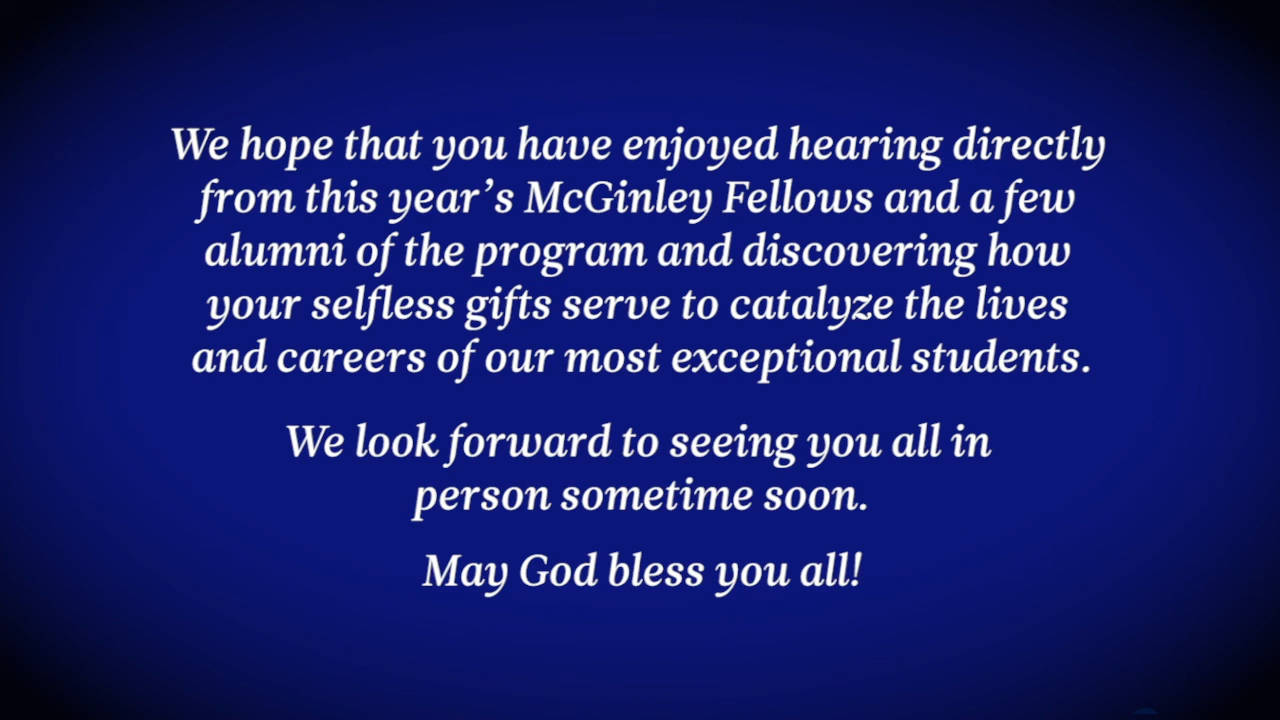 We hope that you have enjoyed hearing directly
from this year’s McGinley Fellows and a few
alumni of the program and discovering how
your selfless gifts serve to catalyze the lives
and careers of our most exceptional students.
We look forward to seeing you all in
person sometime soon.
May God bless you all!